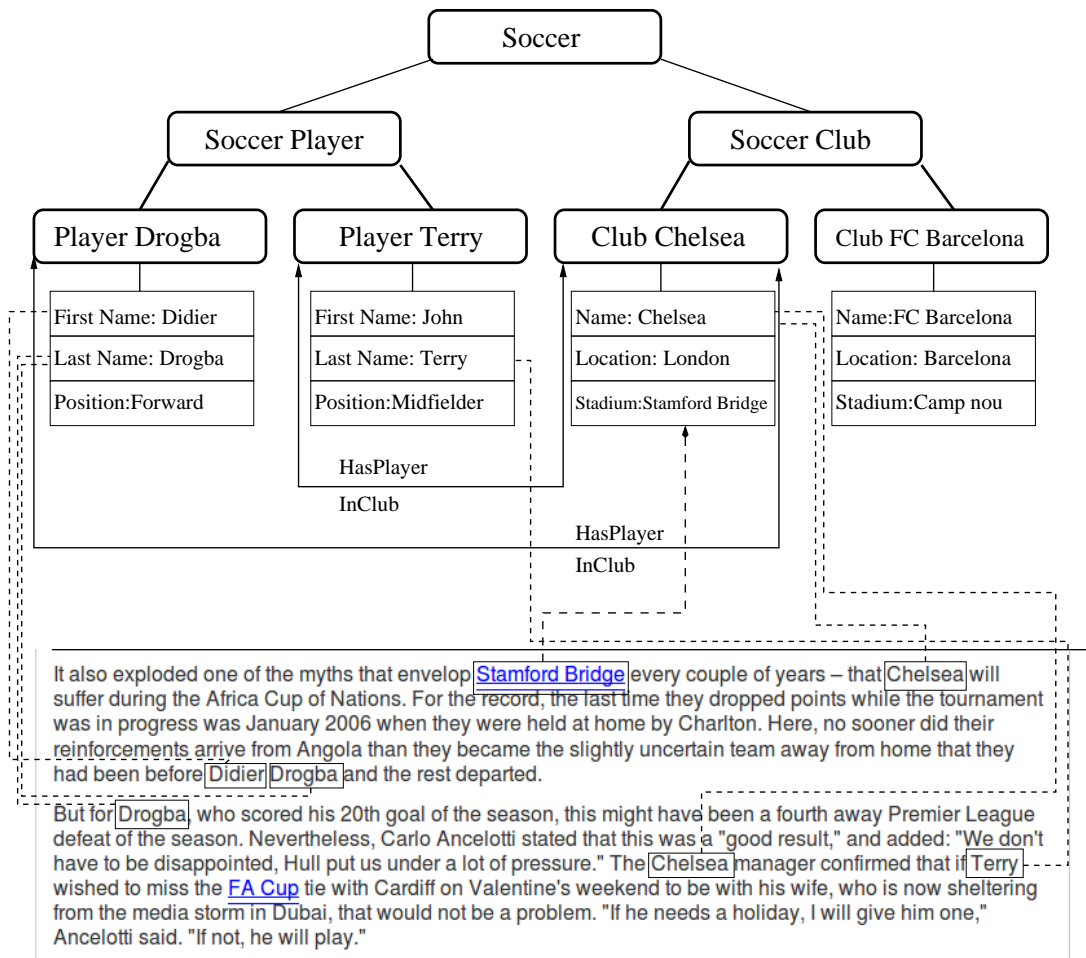 Soccer
Soccer Player
Soccer Club
Player Drogba
Player Terry
Club Chelsea
Club FC Barcelona
First Name: Didier
Last Name: Drogba
Position:Forward
First Name: John
Last Name: Terry
Position:Midfielder
Name: Chelsea
Location: London
Stadium:Stamford Bridge
Name:FC Barcelona
Location: Barcelona
Stadium:Camp nou
HasPlayer
InClub
HasPlayer
InClub
It also exploded one of the myths that envelop Stamford Bridge every couple of years – that Chelsea will
suffer during the Africa Cup of Nations. For the record, the last time they dropped points while the tournament
was in progress was January 2006 when they were held at home by Charlton. Here, no sooner did their
reinforcements arrive from Angola than they became the slightly uncertain team away from home that they
had been before Didier Drogba and the rest departed.
But for Drogba, who scored his 20th goal of the season, this might have been a fourth away Premier League
defeat of the season. Nevertheless, Carlo Ancelotti stated that this was a "good result," and added: "We don't
have to be disappointed, Hull put us under a lot of pressure." The Chelsea manager confirmed that if Terry
wished to miss the FA Cup tie with Cardiff on Valentine's weekend to be with his wife, who is now sheltering
from the media storm in Dubai, that would not be a problem. "If he needs a holiday, I will give him one,"
Ancelotti said. "If not, he will play."